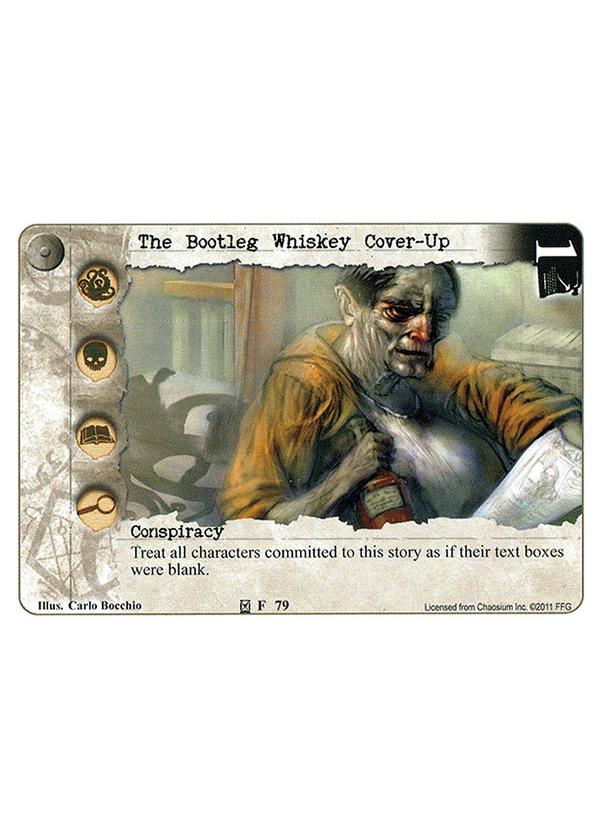 The Bootleg Whiskey Cover-Up
1
Conspiracy
Treat all characters committed to this story as if their text boxes
were blank.
Illus. Carlo Bocchio
F 79
Licensed from Chaosium Inc. ©2011 FFG